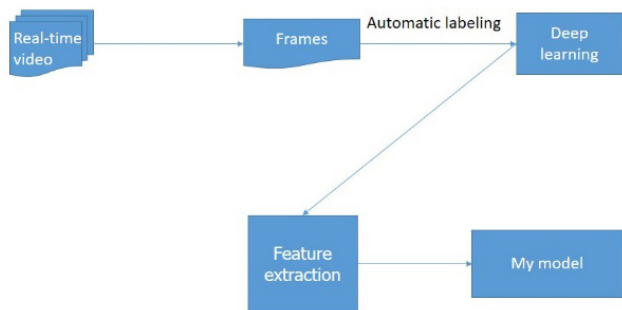 Real-time
video
Frames
Automatic labeling
Deep
learning
Feature
extraction
My model